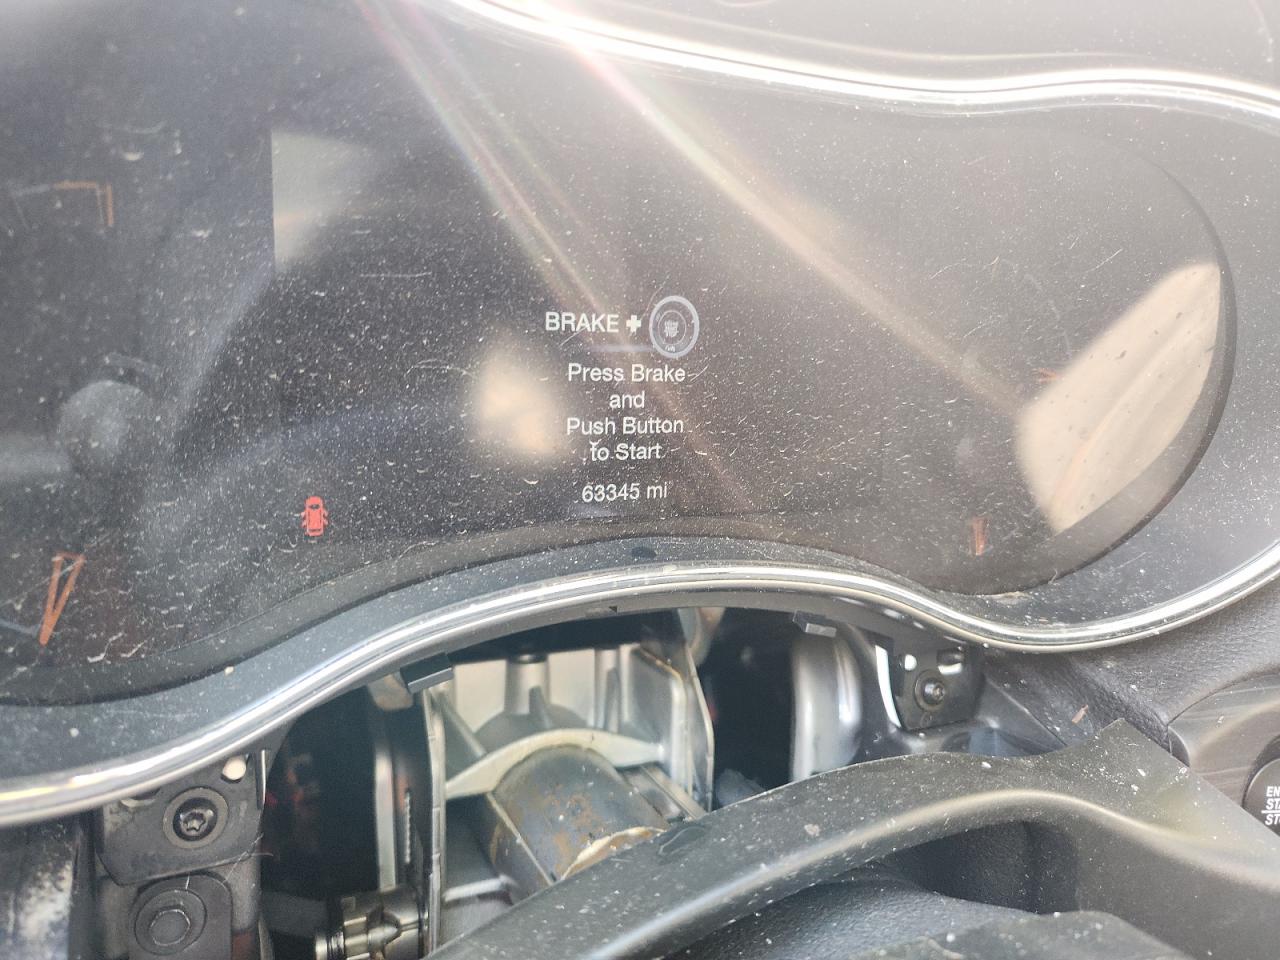 BRAKE +
Press Brake
and
Push Button
to Start
63345 mi